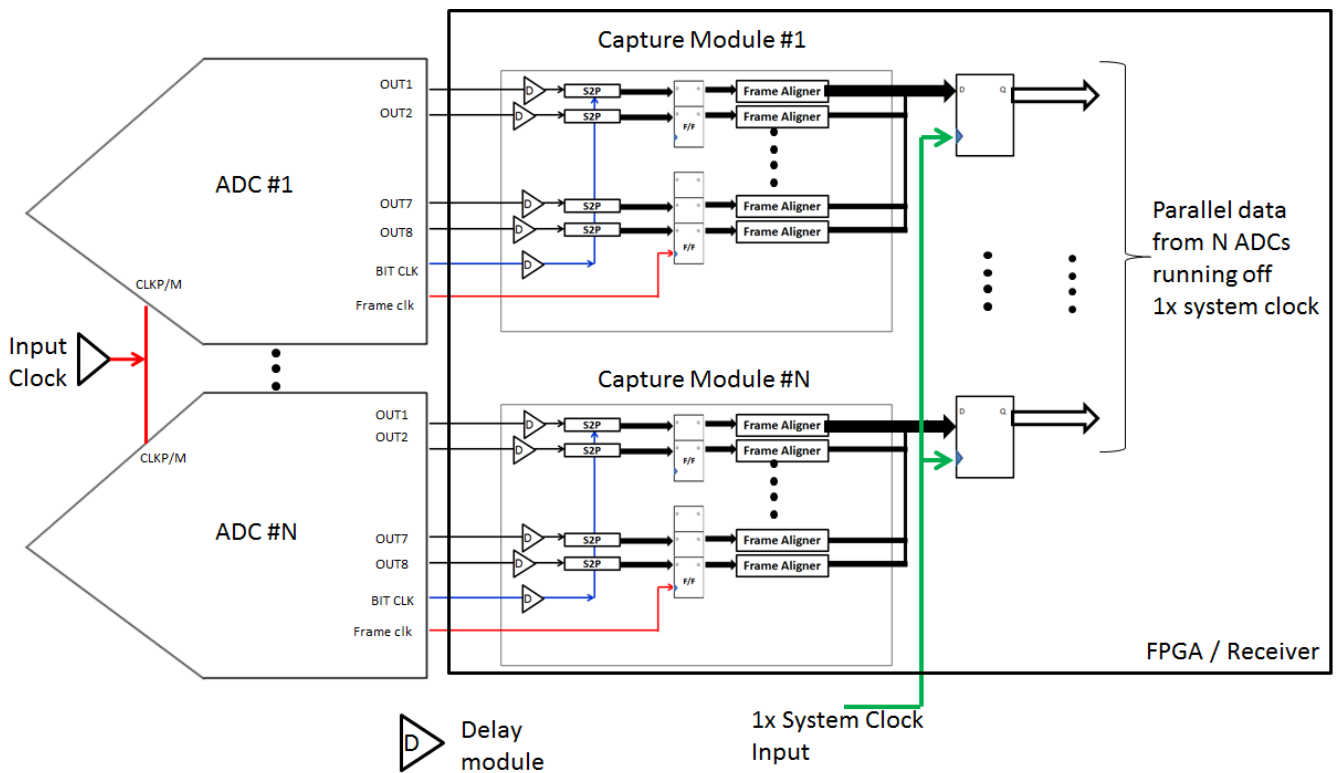 Capture Module #1
OUT1
D
S2P
Frame Aligner
D
Q
OUT2
D
S2P
F/F
Frame Aligner
ADC #1
OUT7
D
S2P
Frame Aligner
OUT8
D
S2P
F/F
Frame Aligner
BIT CLK
D
Frame clk
CLKP/M
Parallel data
from N ADCs
running off
1x system clock
Input
Clock
Capture Module #N
CLKP/M
OUT1
D
S2P
Frame Aligner
D
Q
OUT2
D
S2P
F/F
Frame Aligner
ADC #N
OUT7
D
S2P
Frame Aligner
OUT8
D
S2P
F/F
Frame Aligner
BIT CLK
D
Frame clk
FPGA / Receiver
D
Delay
module
1x System Clock
Input